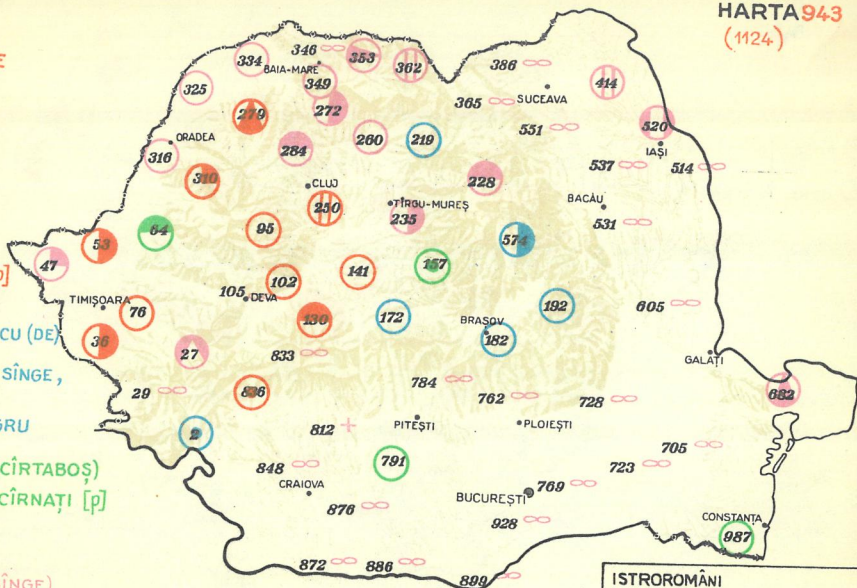 HARTA 943
(1124)
E
346 ∞
334
353
BAIA-MARE
362
386 ∞
325
349
414
279
272
365 ∞
SUCEAVA
551
520
ORADEA
284
260
219
IAȘI
316
537 ∞
514 ∞
310
CLUJ
228
250
TÎRGU-MUREȘ
BACĂU
235
531 ∞
64
95
574
53
47
157
p]
102
141
105
DEVA
TIMIȘOARA
76
192
605 ∞
130
172
BRAȘOV
CU (DE)
36
182
27
833 ∞
GALAȚI
SÎNGE,
784 ∞
29 ∞
836
762 ∞
728 ∞
682
GRU
2
812 +
PITEȘTI
PLOIEȘTI
705 ∞
CÎRTABOȘ)
848 ∞
791
723 ∞
CRAIOVA
769 ∞
CÎRNAȚI [p]
BUCUREȘTI
876 ∞
928 ∞
CONSTANȚA
987
872 ∞
886 ∞
899 ∞
ÎNGE)
ISTROROMÂNI